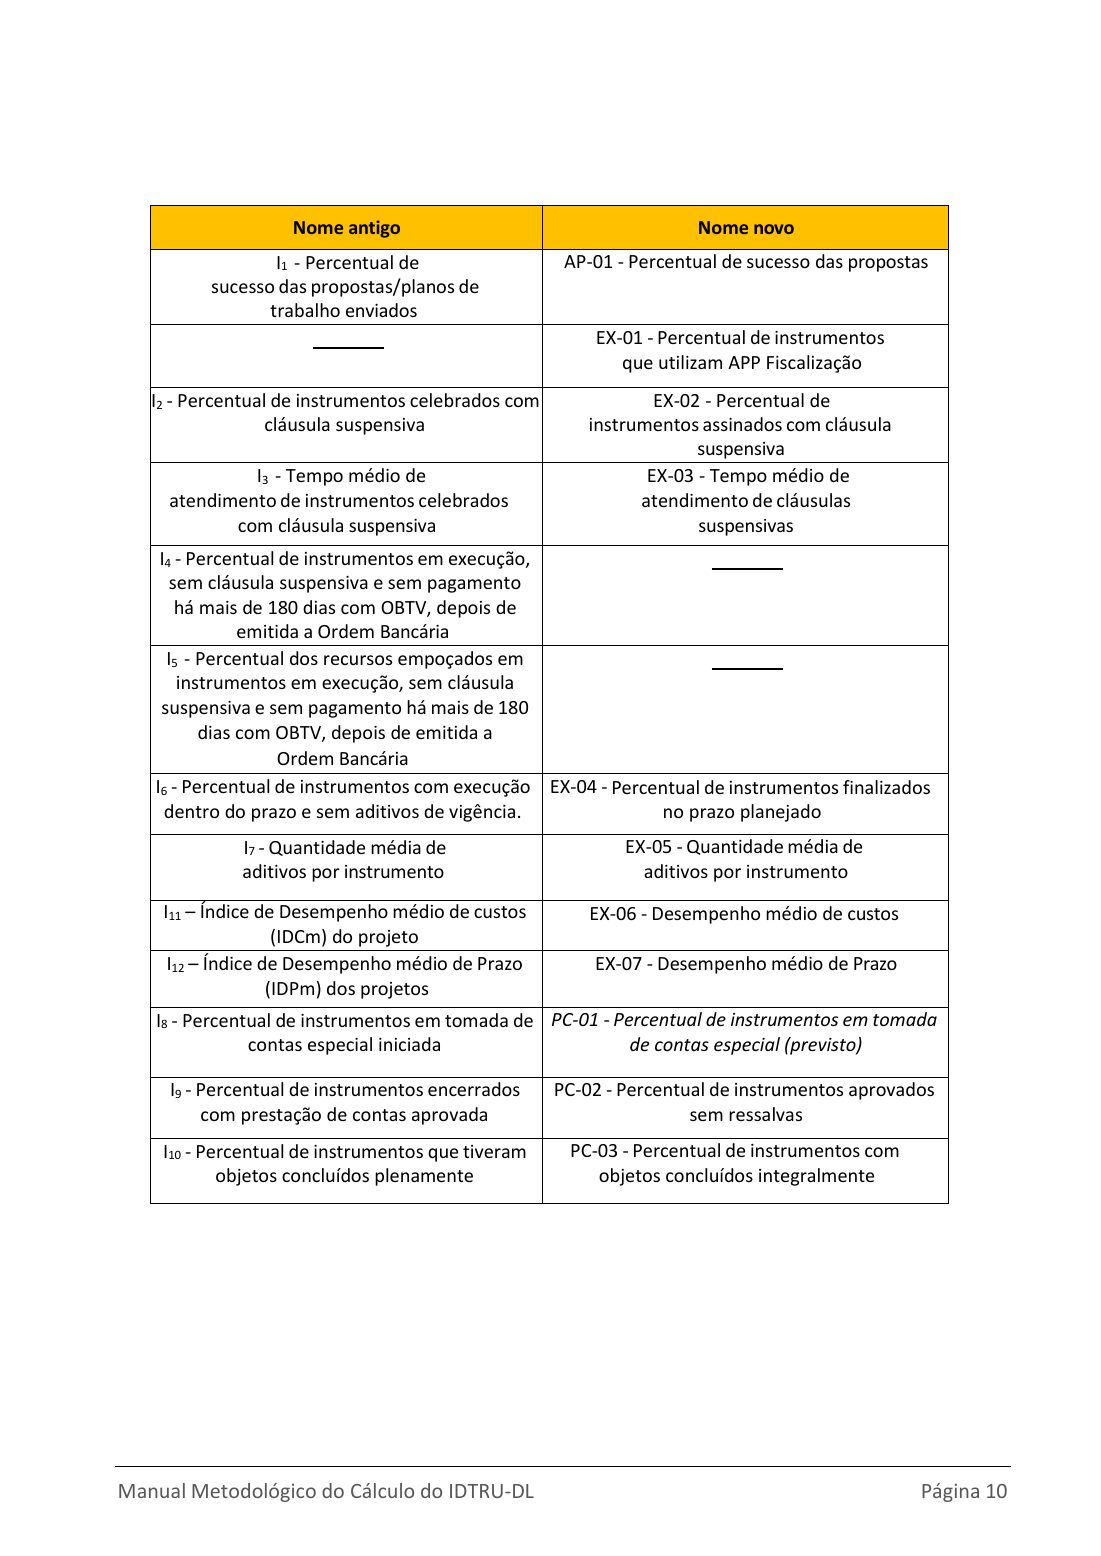 Nome antigo
Nome novo
I1 - Percentual de
sucesso das propostas/planos de
trabalho enviados
AP-01 - Percentual de sucesso das propostas
EX-01 - Percentual de instrumentos
que utilizam APP Fiscalização
I2 - Percentual de instrumentos celebrados com
cláusula suspensiva
EX-02 - Percentual de
instrumentos assinados com cláusula
suspensiva
I3 - Tempo médio de
atendimento de instrumentos celebrados
com cláusula suspensiva
EX-03 - Tempo médio de
atendimento de cláusulas
suspensivas
I4 - Percentual de instrumentos em execução,
sem cláusula suspensiva e sem pagamento
há mais de 180 dias com OBTV, depois de
emitida a Ordem Bancária
I5 - Percentual dos recursos empoçados em
instrumentos em execução, sem cláusula
suspensiva e sem pagamento há mais de 180
dias com OBTV, depois de emitida a
Ordem Bancária
I6 - Percentual de instrumentos com execução
dentro do prazo e sem aditivos de vigência.
EX-04 - Percentual de instrumentos finalizados
no prazo planejado
I7 - Quantidade média de
aditivos por instrumento
EX-05 - Quantidade média de
aditivos por instrumento
I11 – Índice de Desempenho médio de custos
(IDCm) do projeto
EX-06 - Desempenho médio de custos
I12 – Índice de Desempenho médio de Prazo
(IDPm) dos projetos
EX-07 - Desempenho médio de Prazo
I8 - Percentual de instrumentos em tomada de
contas especial iniciada
PC-01 - Percentual de instrumentos em tomada
de contas especial (previsto)
I9 - Percentual de instrumentos encerrados
com prestação de contas aprovada
PC-02 - Percentual de instrumentos aprovados
sem ressalvas
I10 - Percentual de instrumentos que tiveram
objetos concluídos plenamente
PC-03 - Percentual de instrumentos com
objetos concluídos integralmente
Manual Metodológico do Cálculo do IDTRU-DL
Página 10